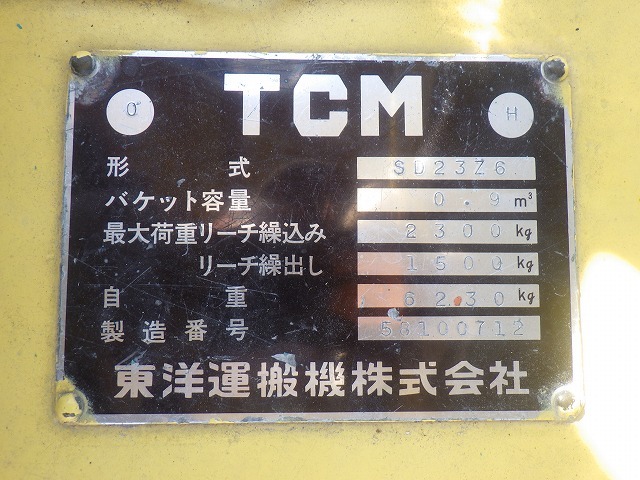 TCM
O H
形式 SD23Z6
バケット容量 0.9 m³
最大荷重リーチ繰込み 2300 kg
リーチ繰出し 1500 kg
自重 6230 kg
製造番号 53100712
東洋運搬機株式会社